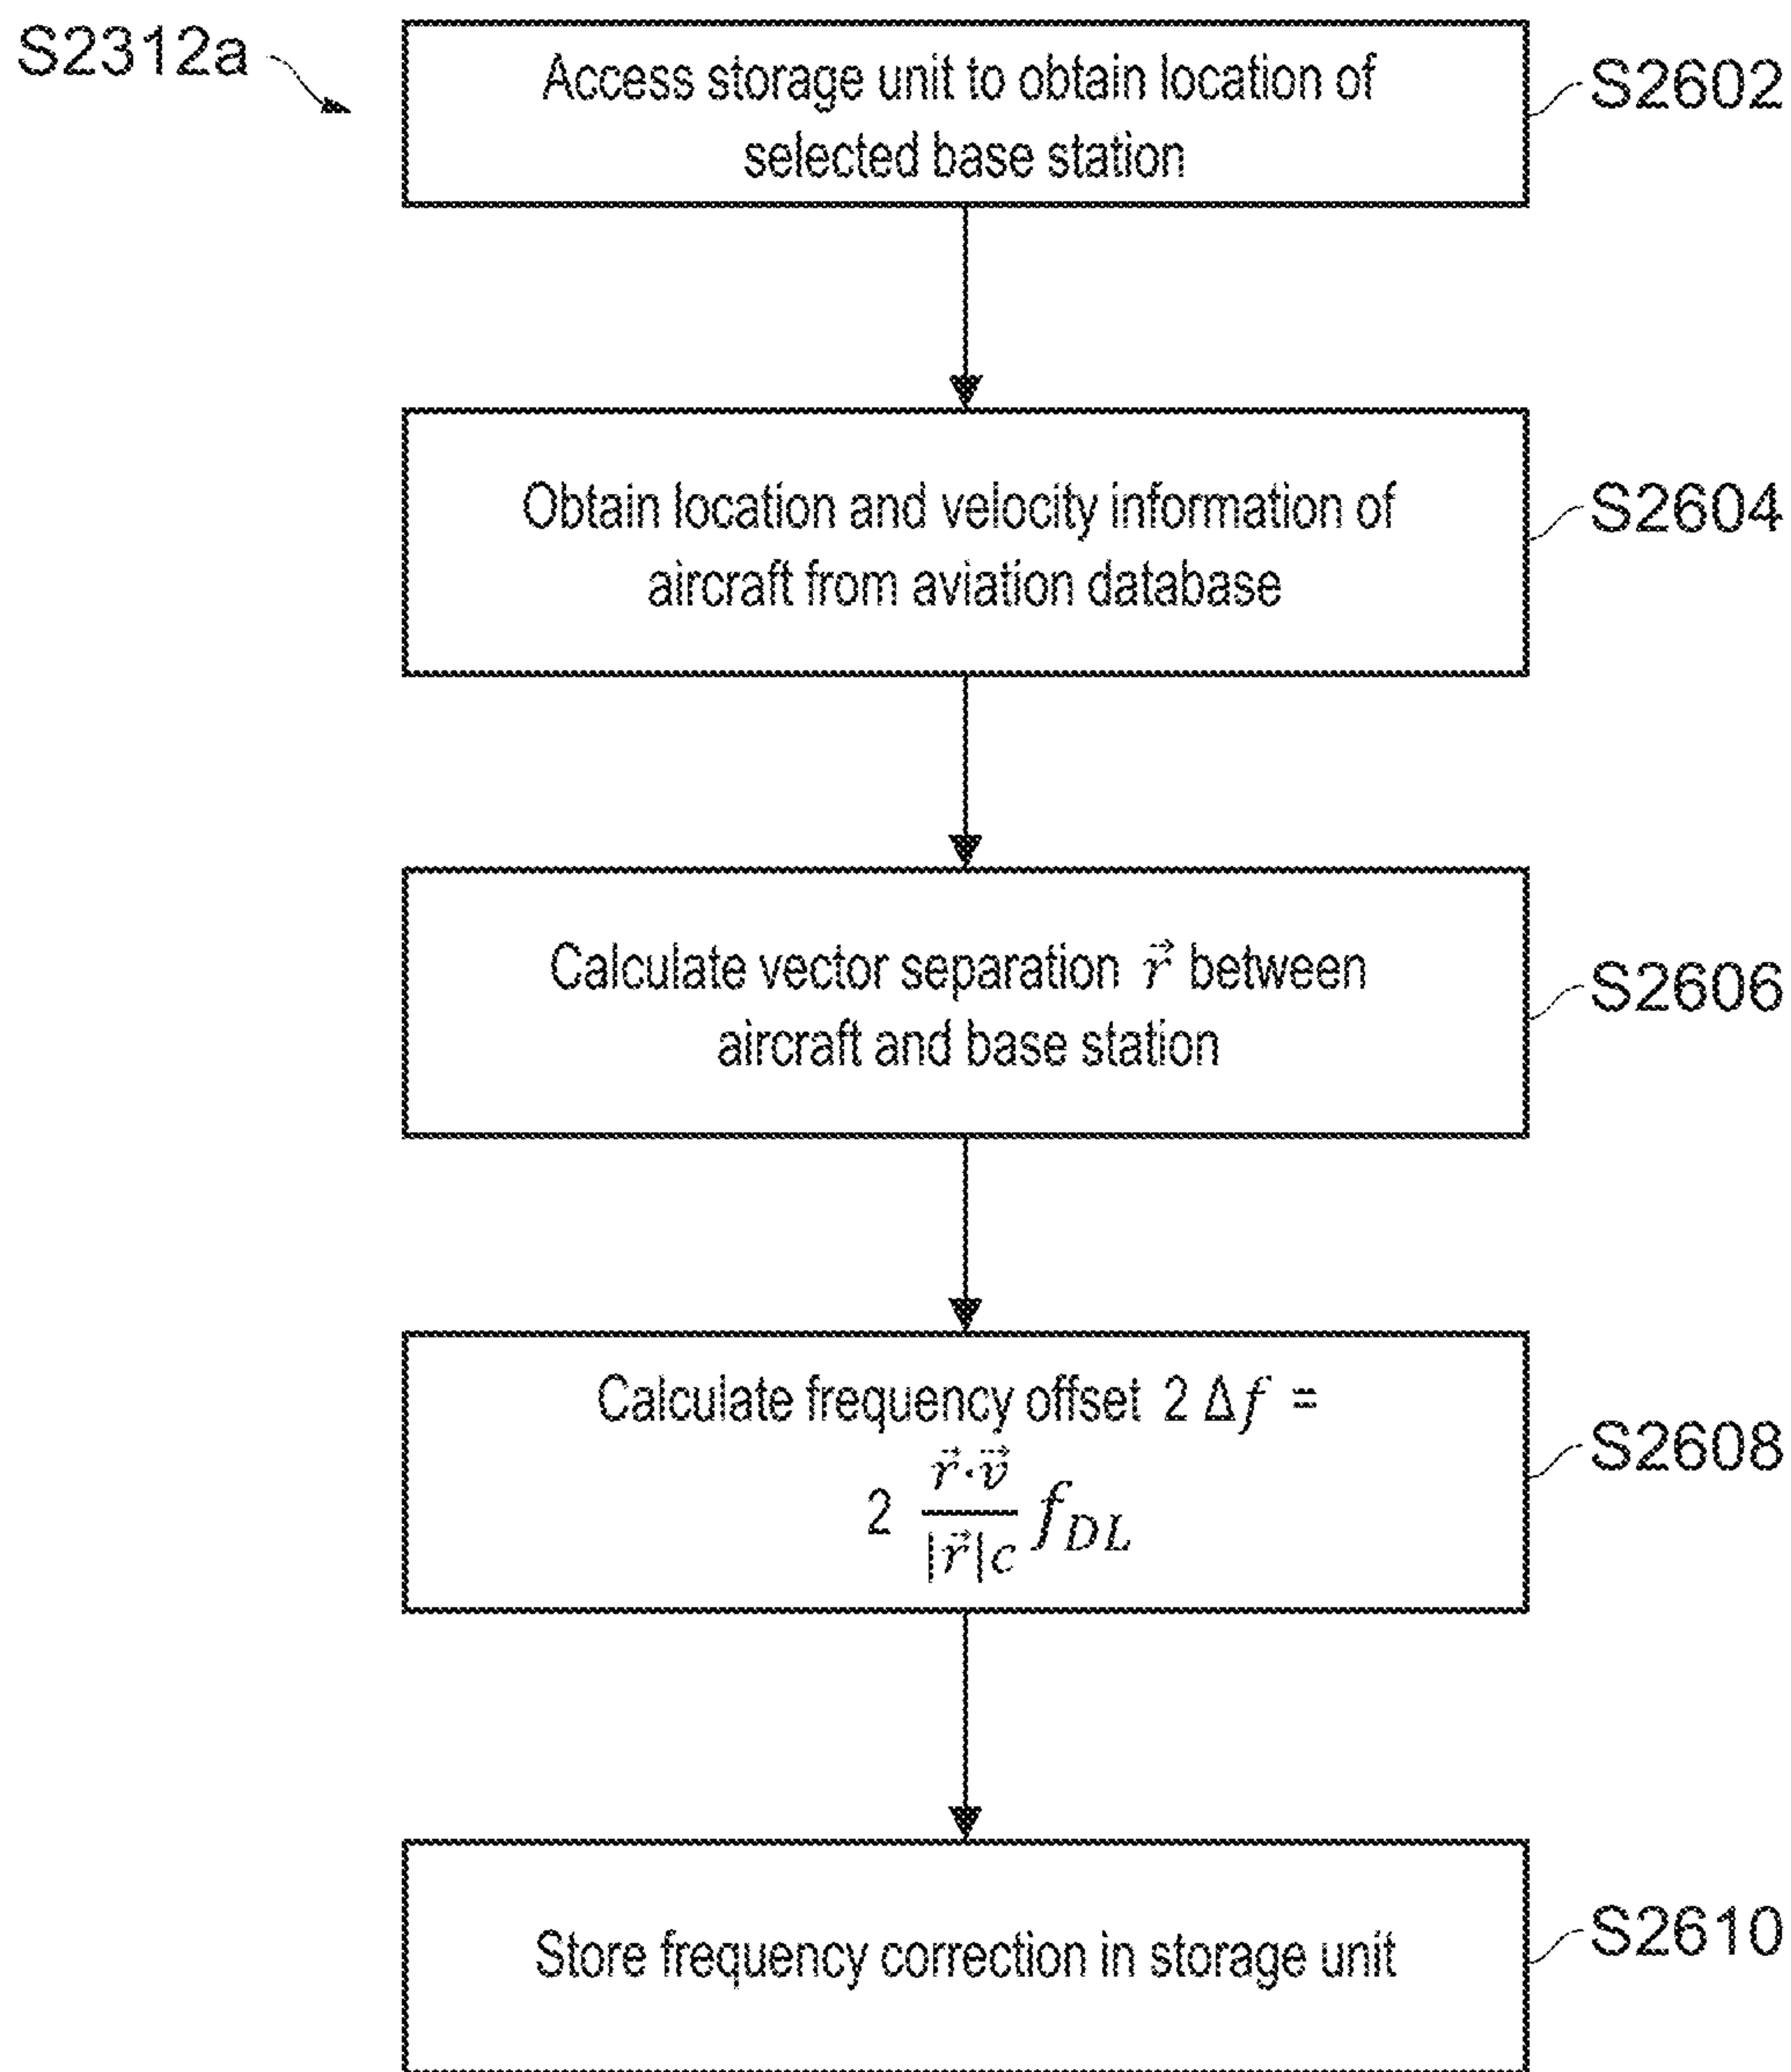 S2312a
Access storage unit to obtain location of
selected base station
S2602
Obtain location and velocity information of
aircraft from aviation database
S2604
Calculate vector separation r⃗ between
aircraft and base station
S2606
Calculate frequency offset 2 Δf =
2 r⃗·v⃗ / |r⃗|c f_DL
S2608
Store frequency correction in storage unit
S2610